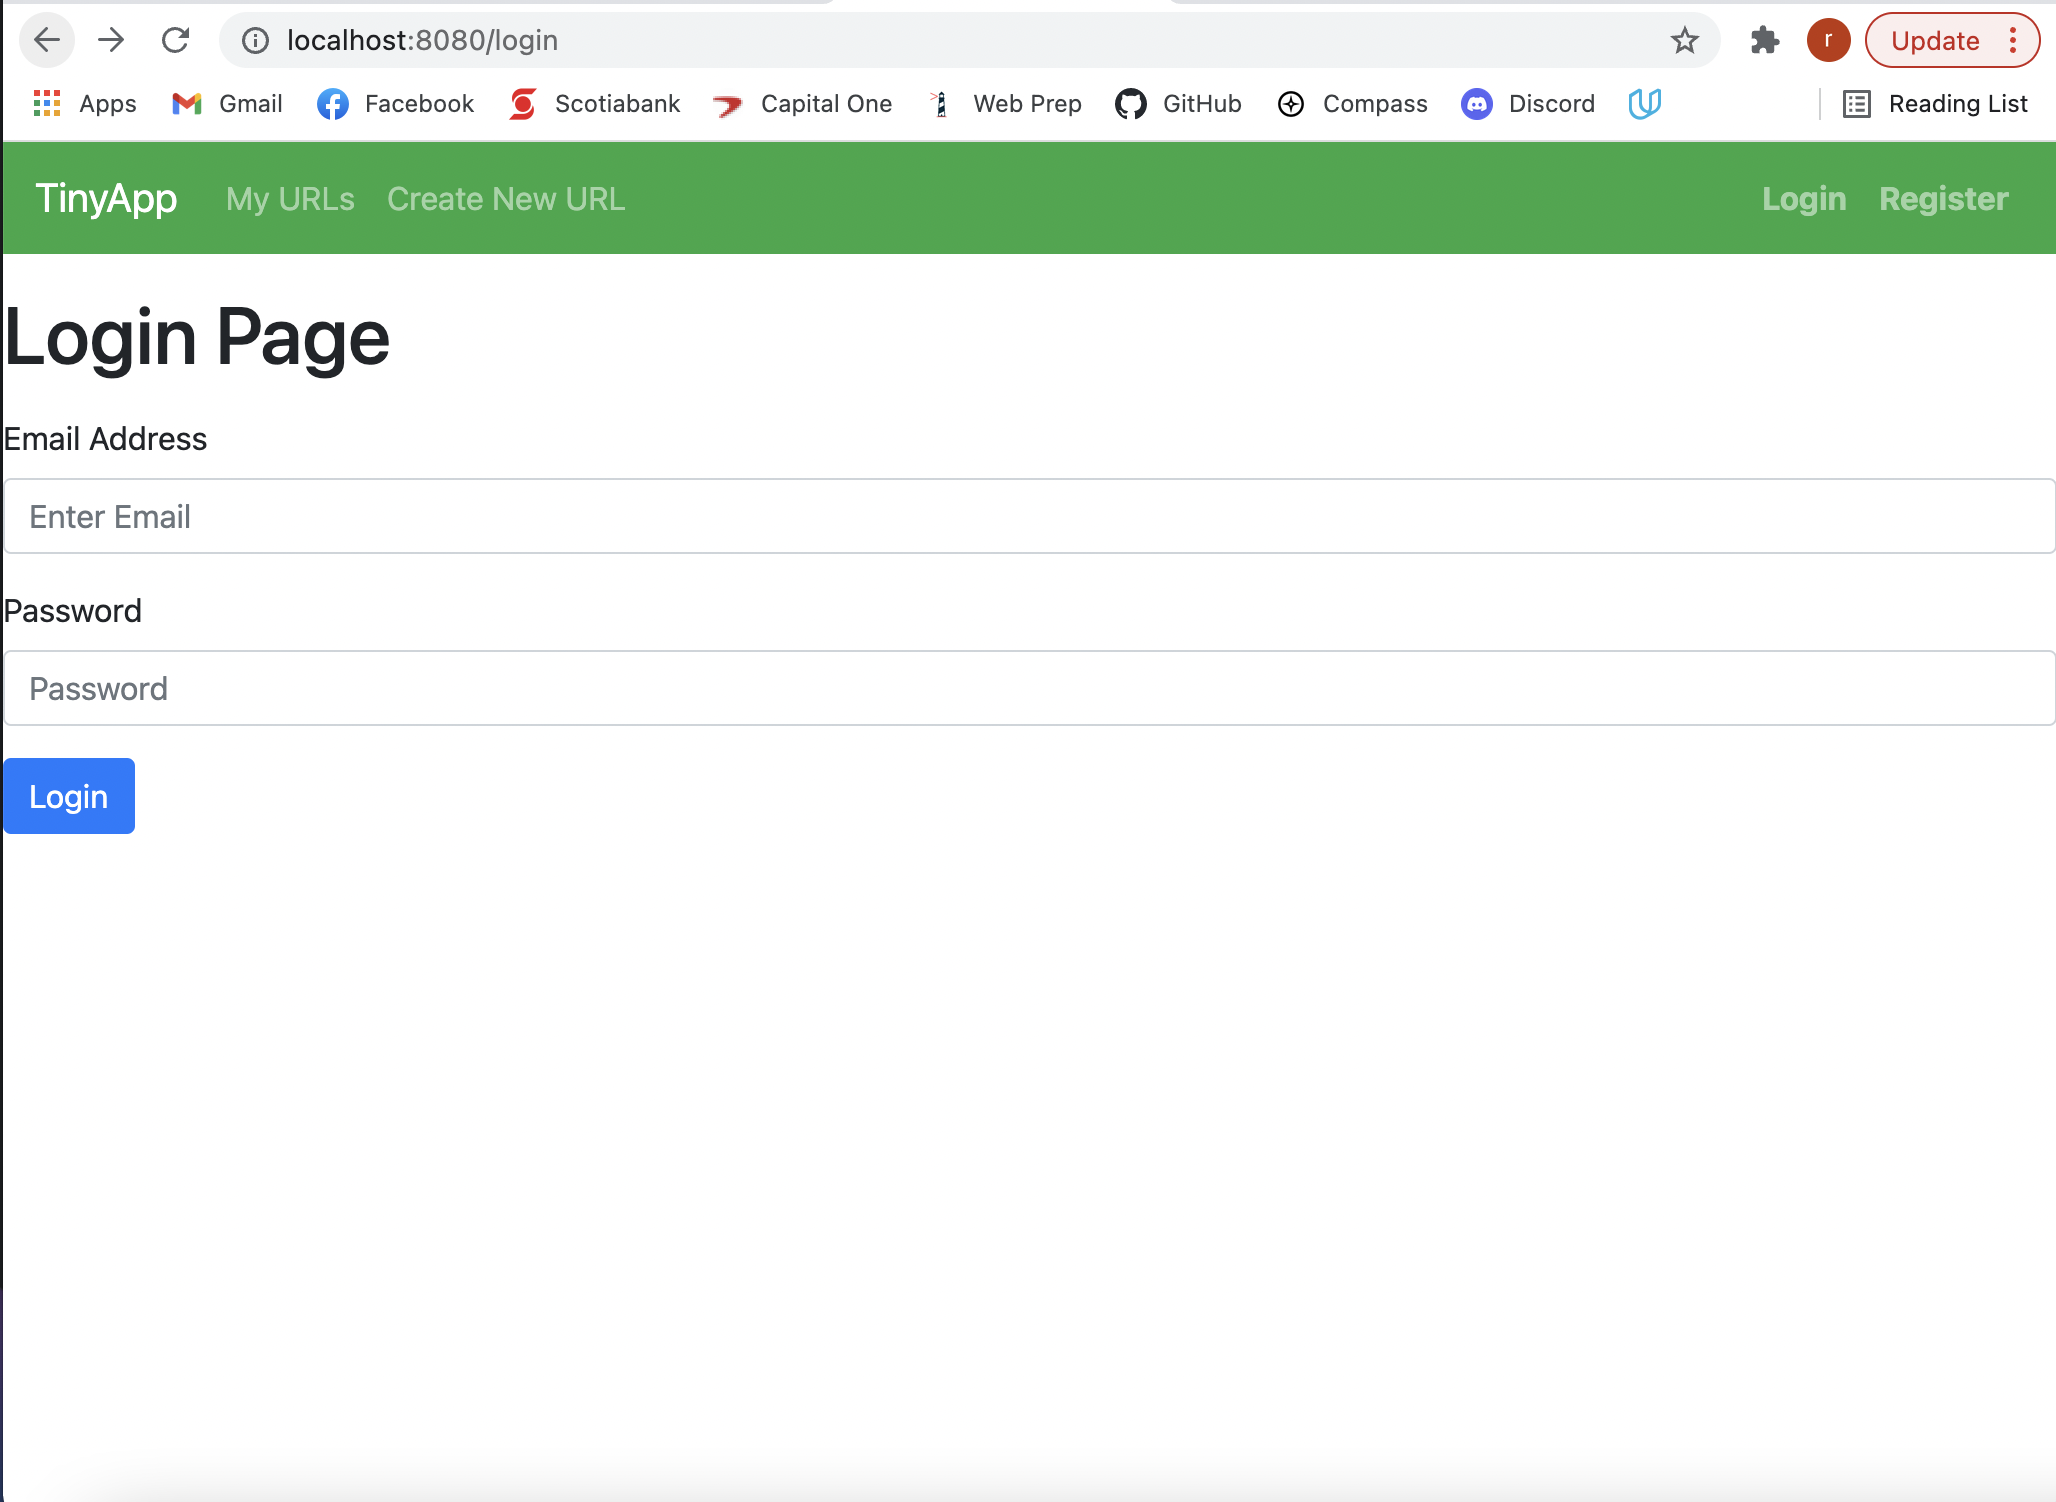 localhost:8080/login
r
Update
Apps Gmail Facebook Scotiabank Capital One Web Prep GitHub Compass Discord Reading List
TinyApp My URLs Create New URL Login Register
Login Page
Email Address
Enter Email
Password
Password
Login